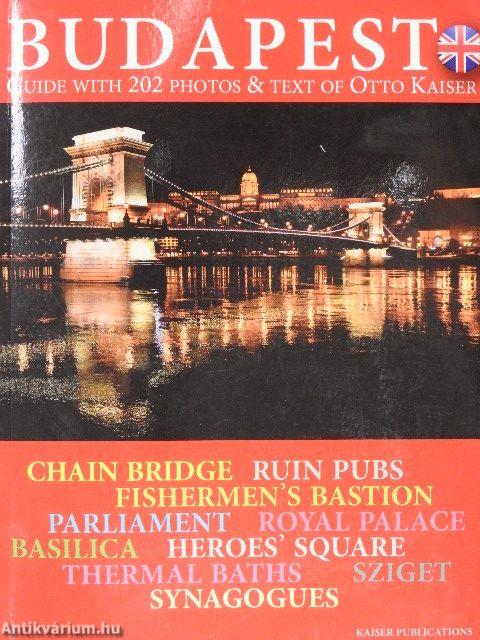 BUDAPEST
GUIDE WITH 202 PHOTOS & TEXT OF OTTO KAISER
CHAIN BRIDGE RUIN PUBS
FISHERMEN'S BASTION
PARLIAMENT ROYAL PALACE
BASILICA HEROES' SQUARE
THERMAL BATHS SZIGET
SYNAGOGUES
KAISER PUBLICATIONS
Antikvárium.hu